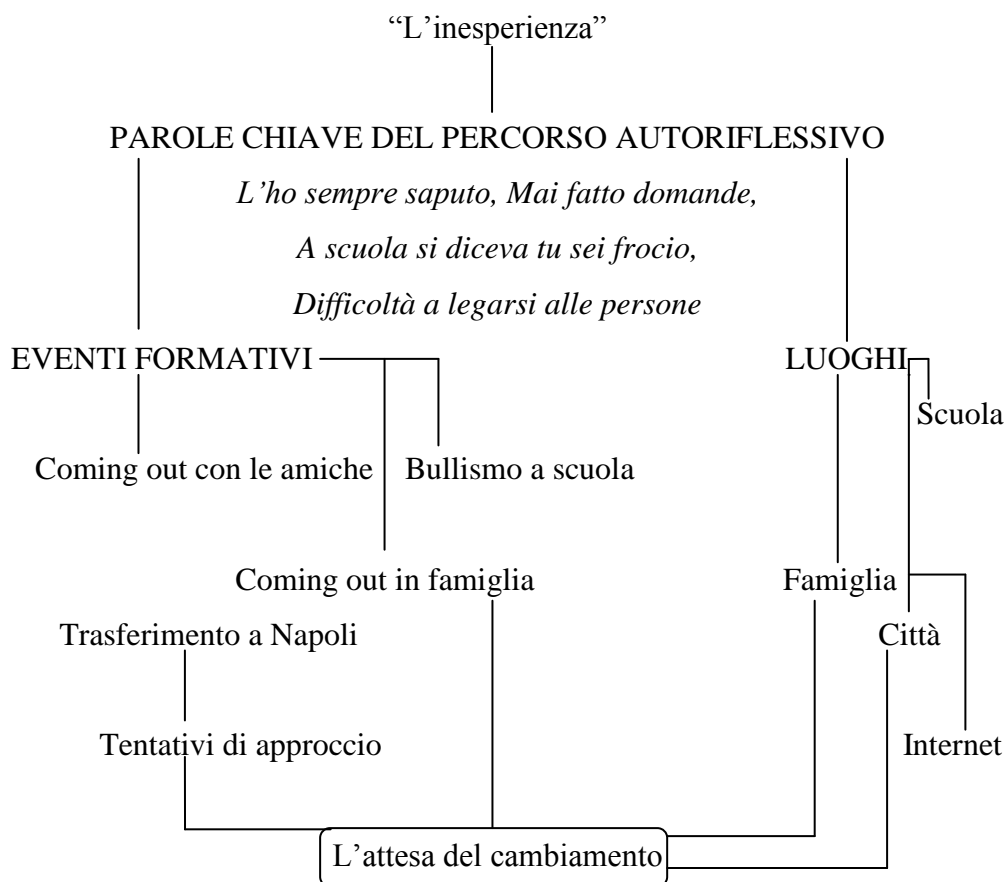 “L’inesperienza”
PAROLE CHIAVE DEL PERCORSO AUTORIFLESSIVO
L’ho sempre saputo, Mai fatto domande,
A scuola si diceva tu sei frocio,
Difficoltà a legarsi alle persone
EVENTI FORMATIVI
LUOGHI
Scuola
Coming out con le amiche
Bullismo a scuola
Coming out in famiglia
Famiglia
Trasferimento a Napoli
Città
Tentativi di approccio
Internet
L’attesa del cambiamento